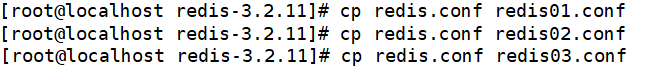 [root@localhost redis-3.2.11]# cp redis.conf redis01.conf
[root@localhost redis-3.2.11]# cp redis.conf redis02.conf
[root@localhost redis-3.2.11]# cp redis.conf redis03.conf